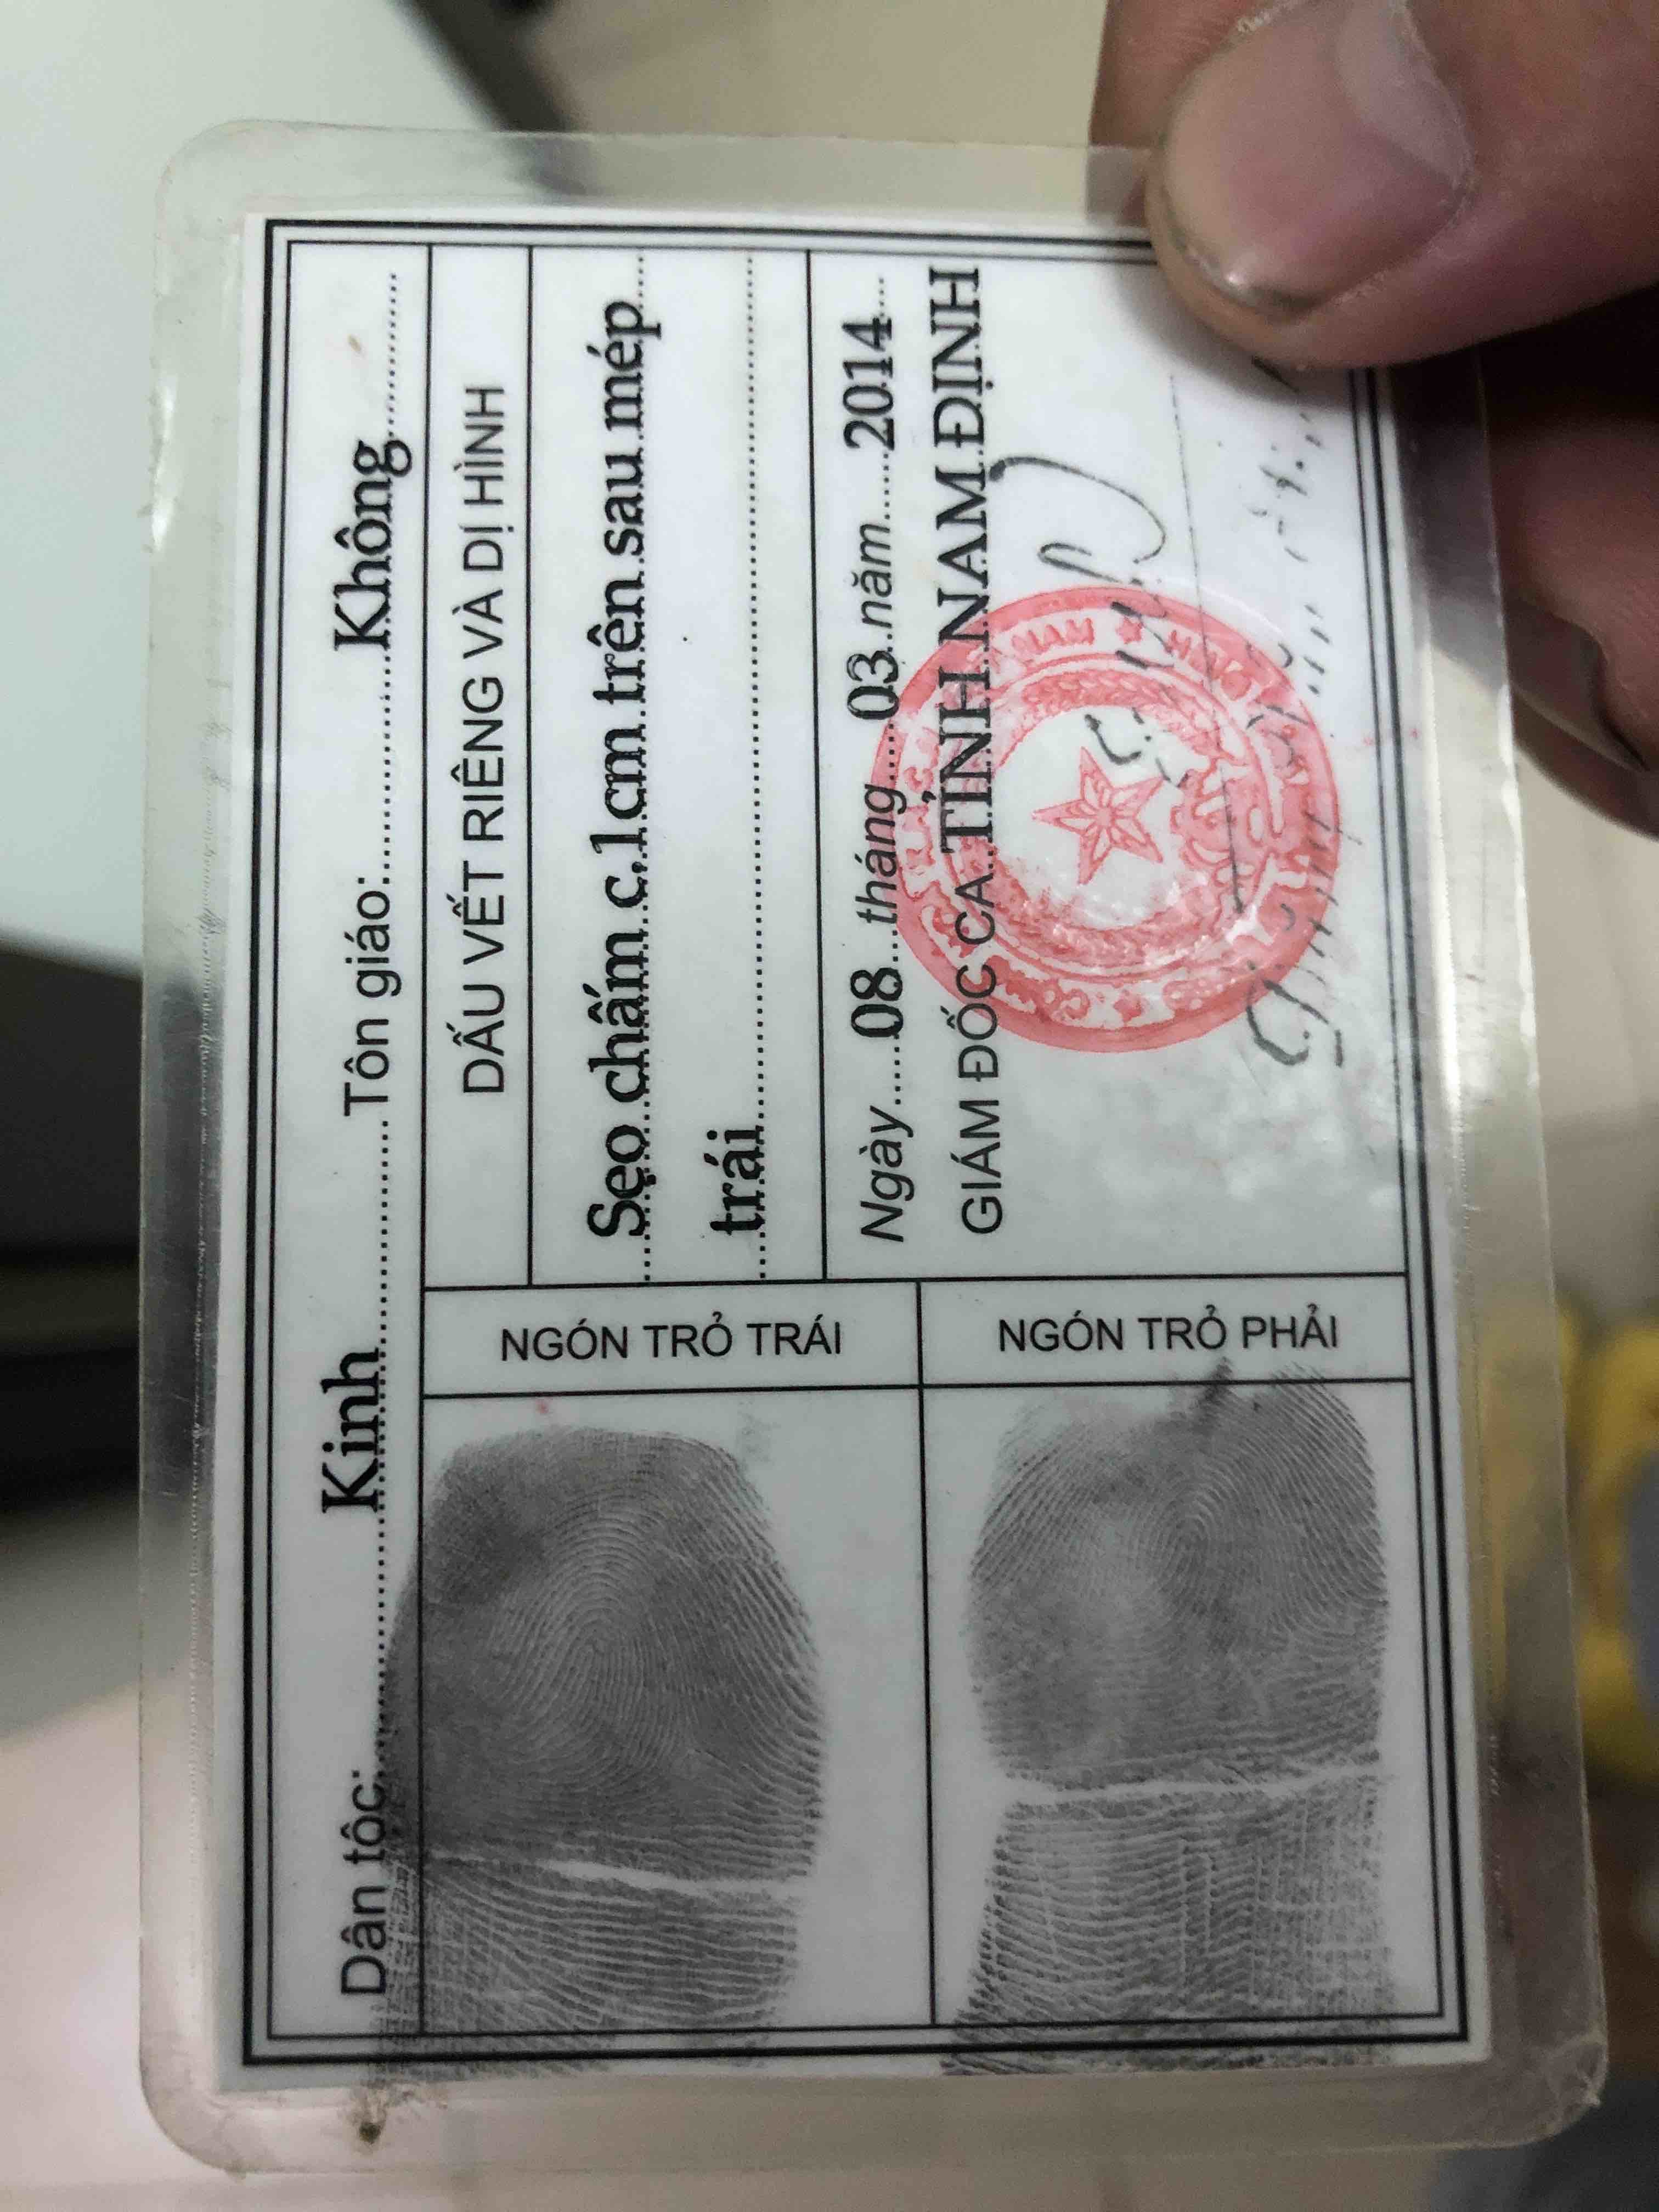 Dân tộc: Kinh Tôn giáo: Không
DẤU VẾT RIÊNG VÀ DỊ HÌNH
Sẹo chấm c.1cm trên sau mép
trái
Ngày 08 tháng 03 năm 2014
GIÁM ĐỐC CA TỈNH NAM ĐỊNH
NGÓN TRỎ TRÁI
NGÓN TRỎ PHẢI